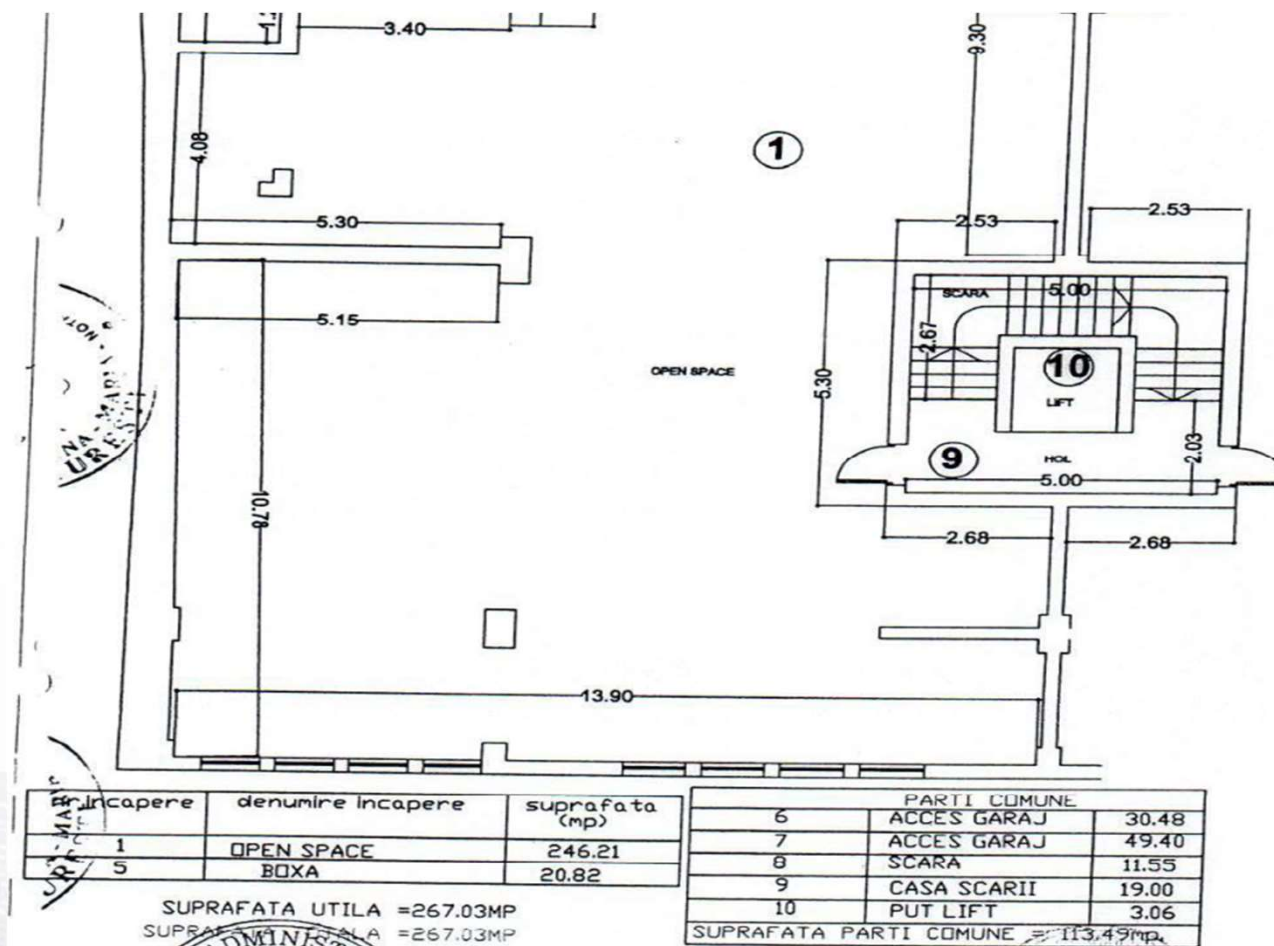 3.40
9.30
4.08
1
5.30
2.53
2.53
SCARA
5.00
5.15
2.67
OPEN SPACE
5.30
10
LIFT
9
HOL
2.03
5.00
10.78
2.68
2.68
13.90
incapere denumire incapere suprafata (mp)
1 OPEN SPACE 246.21
5 BOXA 20.82
SUPRAFATA UTILA =267.03MP
=267.03MP
PARTI COMUNE
6 ACCES GARAJ 30.48
7 ACCES GARAJ 49.40
8 SCARA 11.55
9 CASA SCARII 19.00
10 PUT LIFT 3.06
SUPRAFATA PARTI COMUNE = 113.49mp